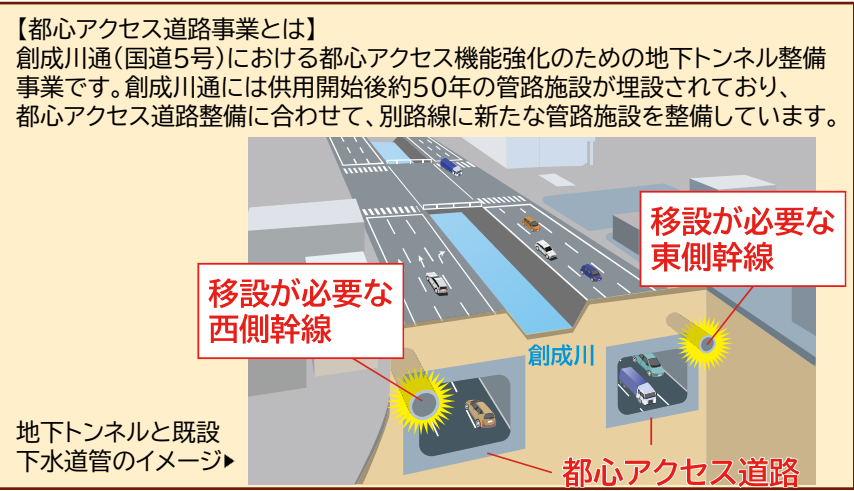 【都心アクセス道路事業とは】
創成川通(国道5号)における都心アクセス機能強化のための地下トンネル整備
事業です。創成川通には供用開始後約50年の管路施設が埋設されており、
都心アクセス道路整備に合わせて、別路線に新たな管路施設を整備しています。
移設が必要な
東側幹線
移設が必要な
西側幹線
創成川
地下トンネルと既設
下水道管のイメージ▶
都心アクセス道路